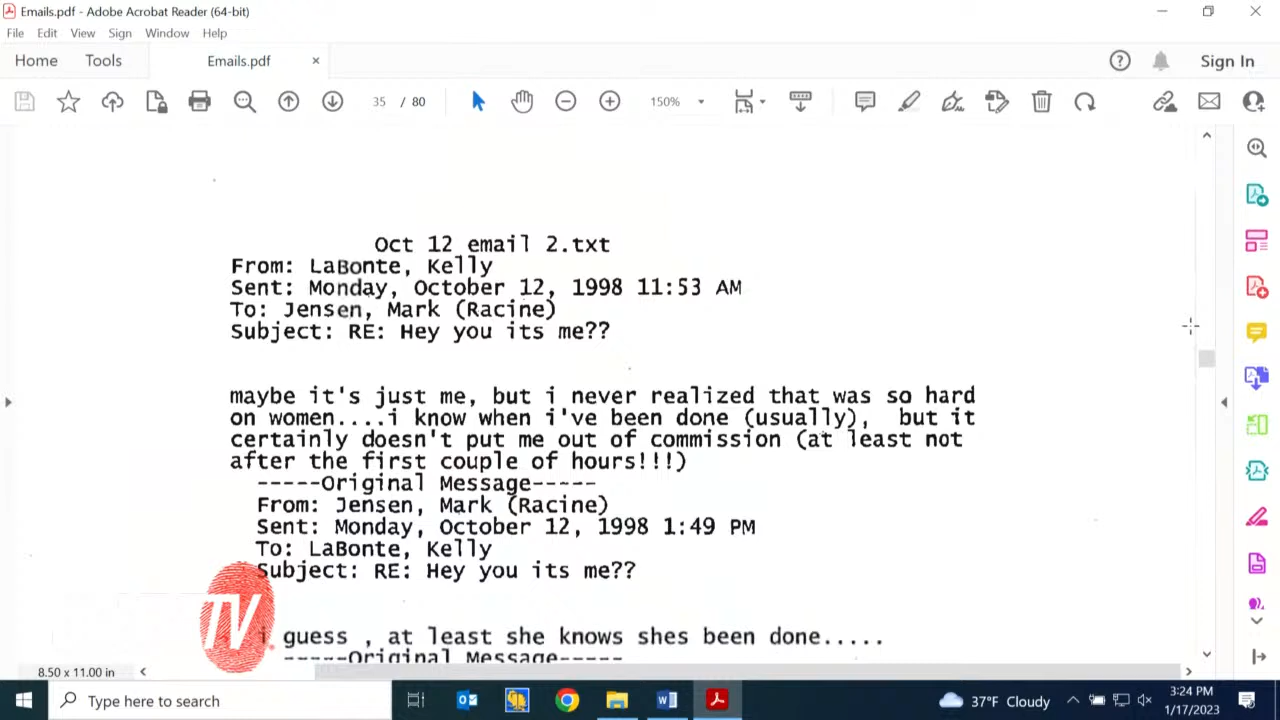 Emails.pdf - Adobe Acrobat Reader (64-bit)
File Edit View Sign Window Help
Home Tools Emails.pdf × Sign In
35 / 80 150%
Oct 12 email 2.txt
From: LaBonte, Kelly
Sent: Monday, October 12, 1998 11:53 AM
To: Jensen, Mark (Racine)
Subject: RE: Hey you its me??
maybe it's just me, but i never realized that was so hard
on women....i know when i've been done (usually), but it
certainly doesn't put me out of commission (at least not
after the first couple of hours!!!)
-----Original Message-----
From: Jensen, Mark (Racine)
Sent: Monday, October 12, 1998 1:49 PM
To: LaBonte, Kelly
Subject: RE: Hey you its me??
i guess , at least she knows shes been done.....
-----Original Message-----
TV
8.50 x 11.00 in
Type here to search
37°F Cloudy
3:24 PM
1/17/2023